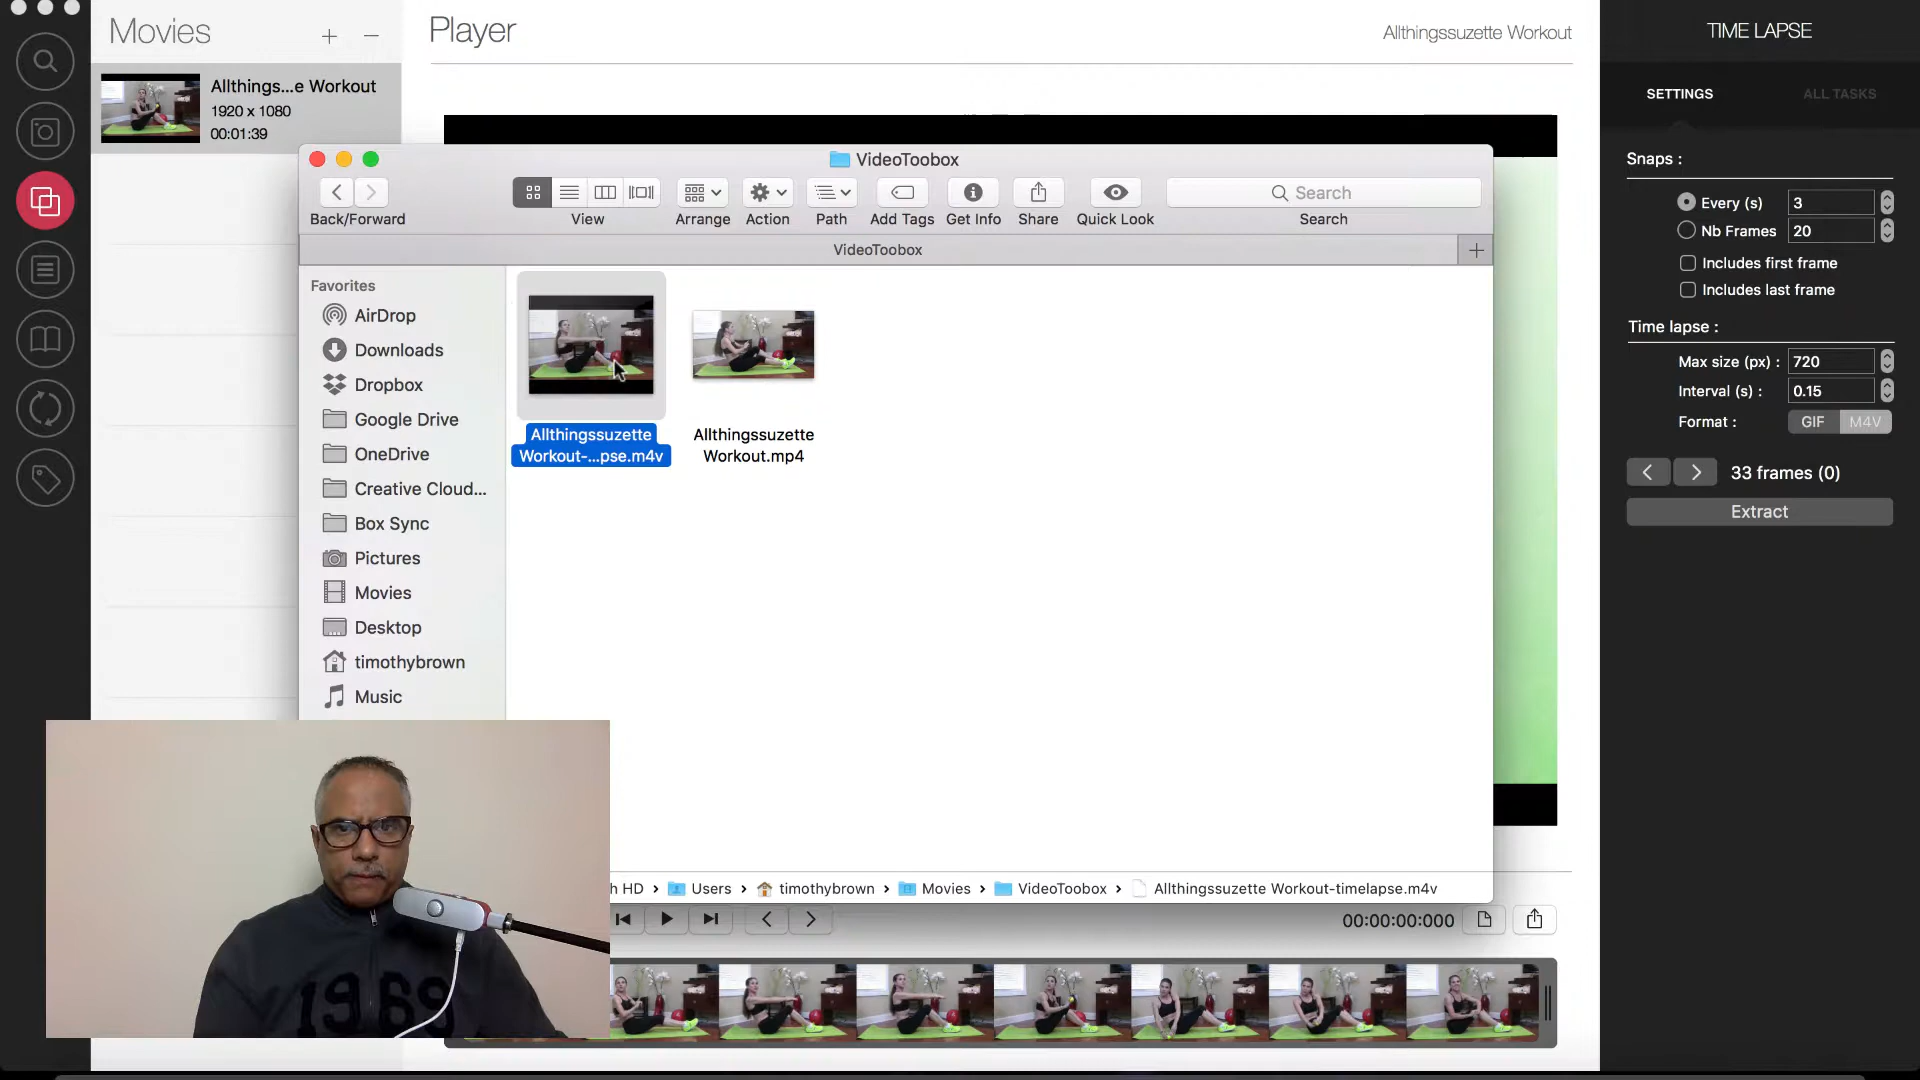 Movies
+ −
Player
Allthingssuzette Workout
TIME LAPSE
Allthings...e Workout
1920 x 1080
00:01:39
SETTINGS
ALL TASKS
Snaps :
Every (s) 3
Nb Frames 20
Includes first frame
Includes last frame
Time lapse :
Max size (px) : 720
Interval (s) : 0.15
Format : GIF M4V
33 frames (0)
Extract
VideoToobox
Back/Forward
View
Arrange
Action
Path
Add Tags
Get Info
Share
Quick Look
Search
Search
VideoToobox
Favorites
AirDrop
Downloads
Dropbox
Google Drive
OneDrive
Creative Cloud...
Box Sync
Pictures
Movies
Desktop
timothybrown
Music
Allthingssuzette
Workout-...pse.m4v
Allthingssuzette
Workout.mp4
h HD › Users › timothybrown › Movies › VideoToobox › Allthingssuzette Workout-timelapse.m4v
00:00:00:000
1969